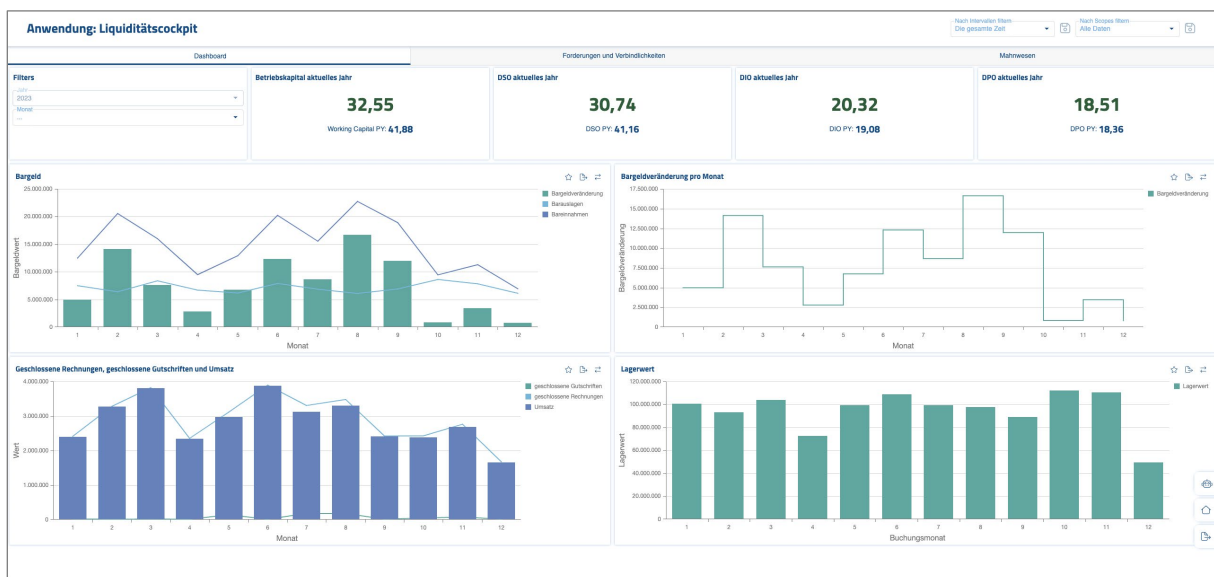 Anwendung: Liquiditätscockpit
Nach Intervallen filtern
Die gesamte Zeit
Nach Scopes filtern
Alle Daten
Dashboard
Forderungen und Verbindlichkeiten
Mahnwesen
Filters
Jahr
2023
Monat
...
Betriebskapital aktuelles Jahr
32,55
Working Capital PY: 41,88
DSO aktuelles Jahr
30,74
DSO PY: 41,16
DIO aktuelles Jahr
20,32
DIO PY: 19,08
DPO aktuelles Jahr
18,51
DPO PY: 18,36
Bargeld
25.000.000
20.000.000
15.000.000
10.000.000
5.000.000
0
Bargeldwert
1 2 3 4 5 6 7 8 9 10 11 12
Monat
Bargeldveränderung
Barauslagen
Bareinnahmen
Bargeldveränderung pro Monat
17.500.000
15.000.000
12.500.000
10.000.000
7.500.000
5.000.000
2.500.000
0
Bargeldveränderung
1 2 3 4 5 6 7 8 9 10 11 12
Monat
Bargeldveränderung
Geschlossene Rechnungen, geschlossene Gutschriften und Umsatz
4.000.000
3.000.000
2.000.000
1.000.000
0
Wert
1 2 3 4 5 6 7 8 9 10 11 12
Monat
geschlossene Gutschriften
geschlossene Rechnungen
Umsatz
Lagerwert
120.000.000
100.000.000
80.000.000
60.000.000
40.000.000
20.000.000
0
Lagerwert
1 2 3 4 5 6 7 8 9 10 11 12
Buchungsmonat
Lagerwert